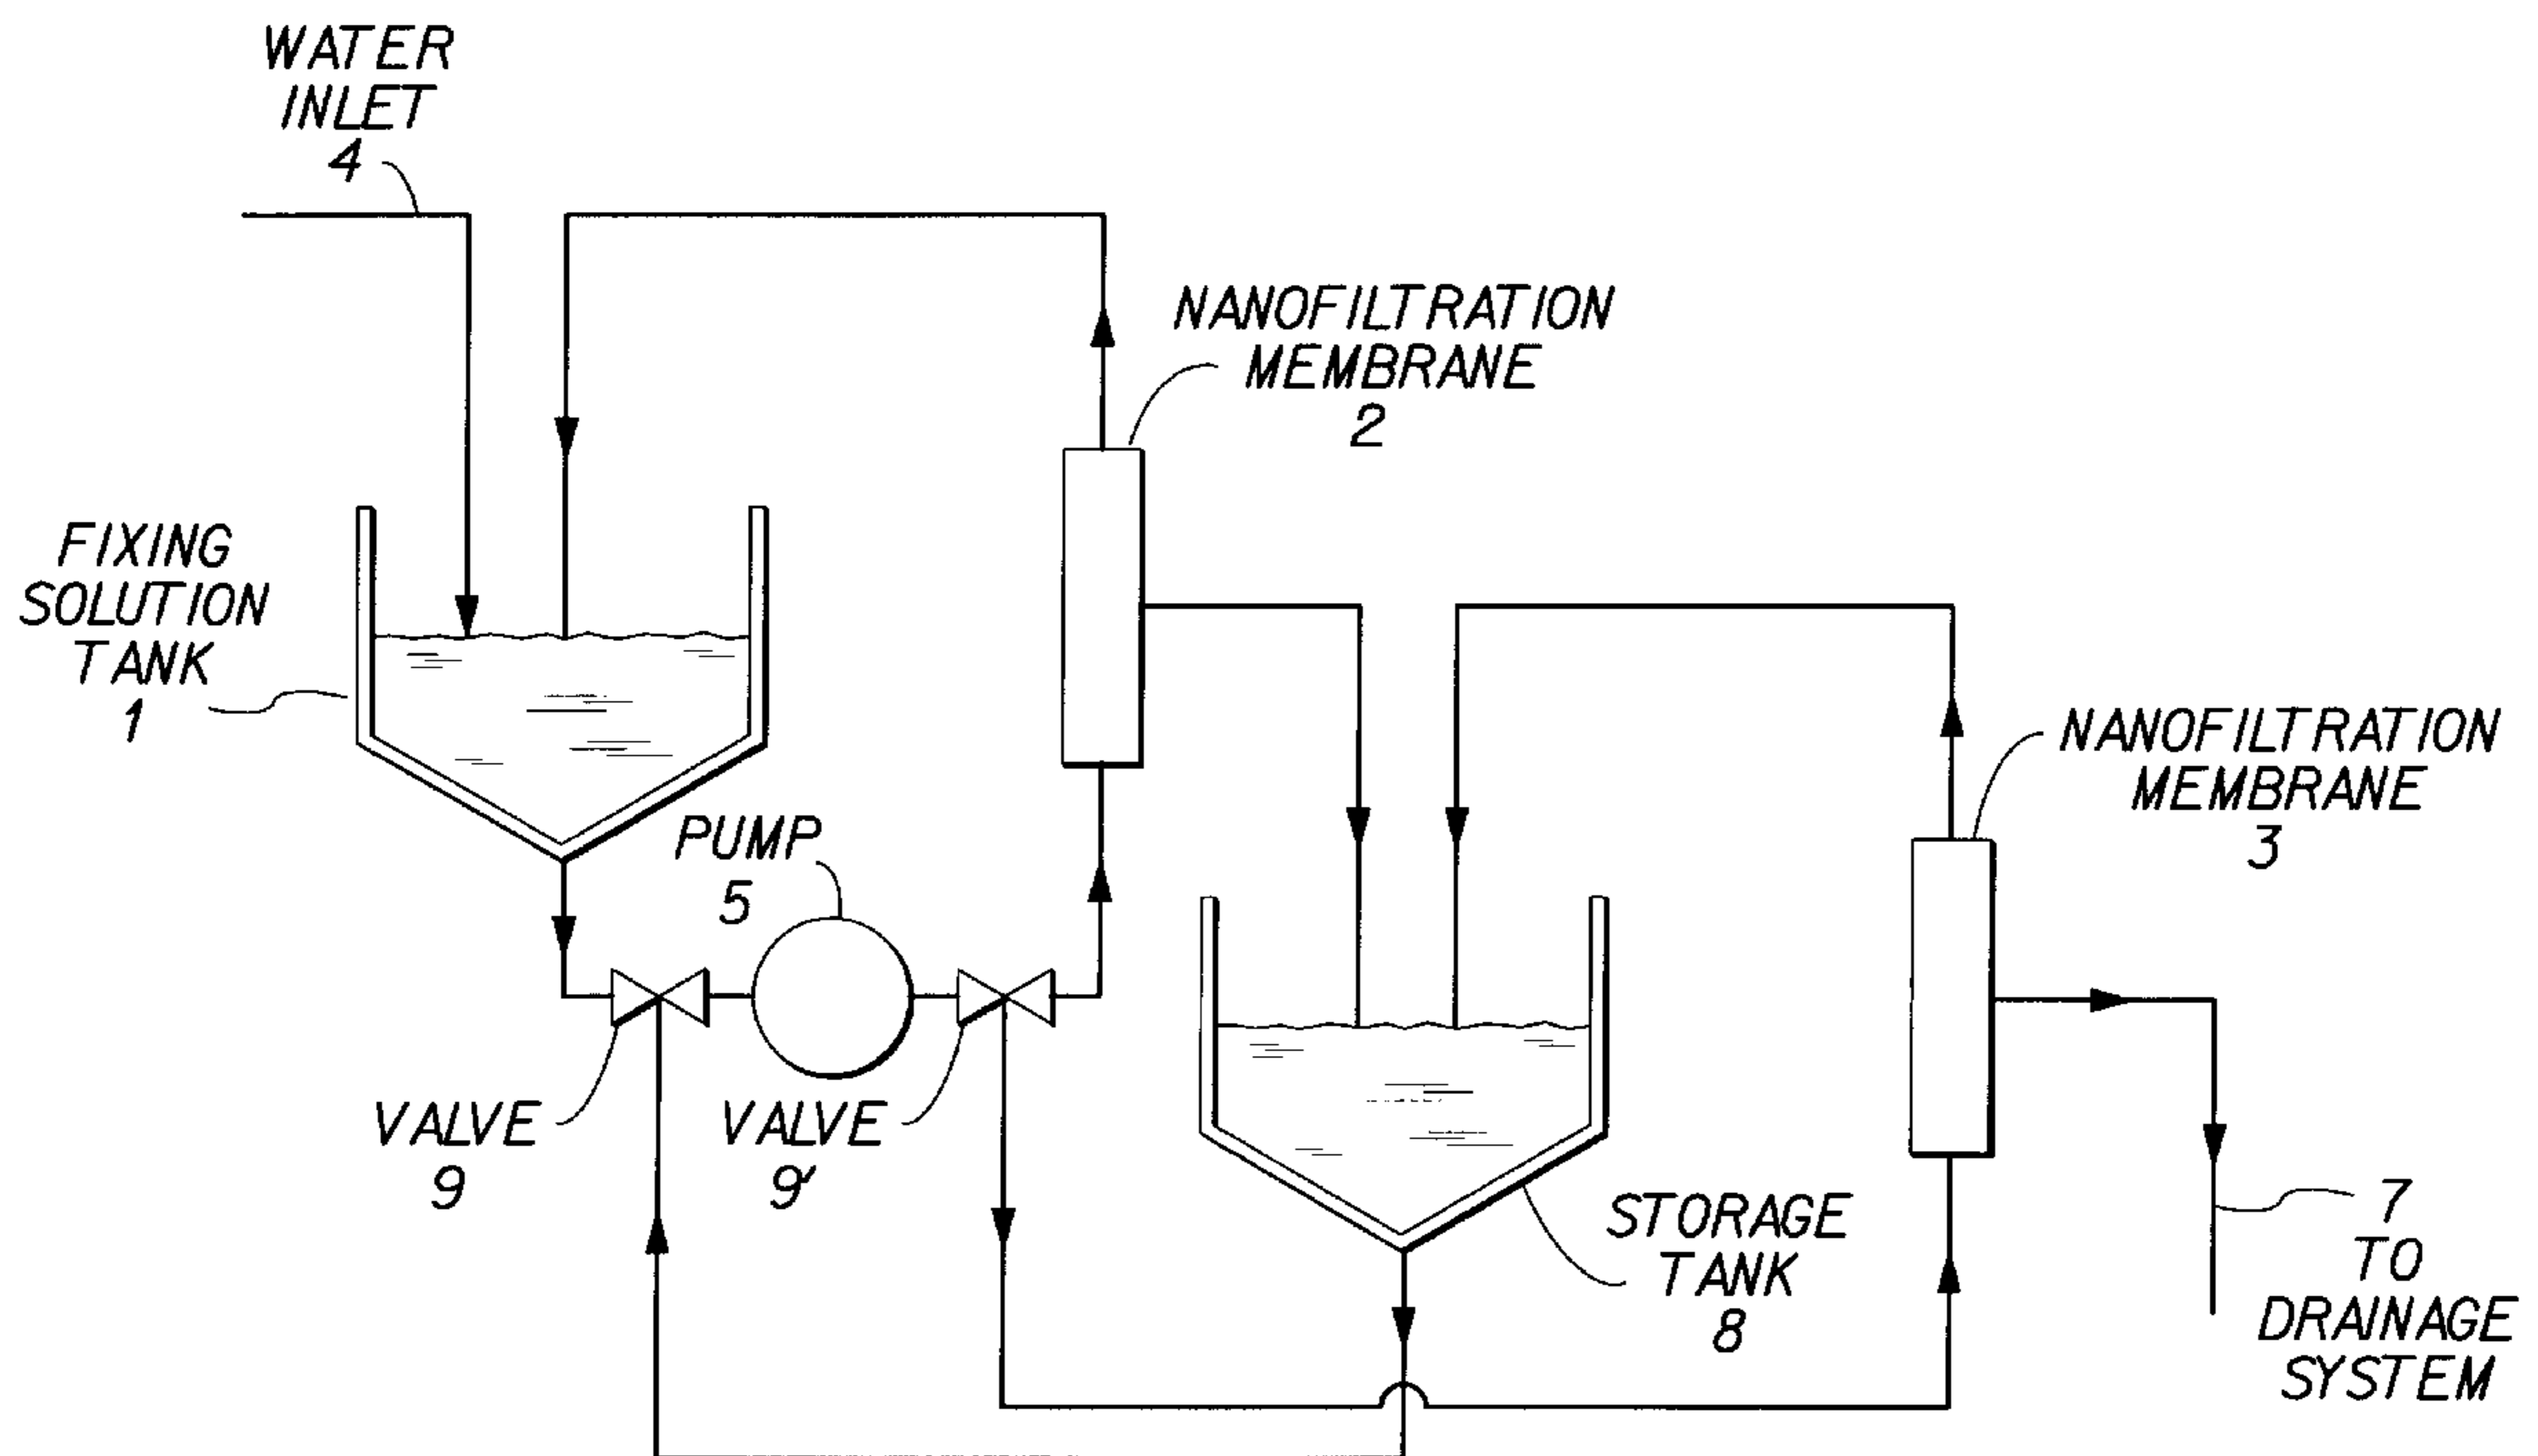 WATER
INLET
4
NANOFILTRATION
MEMBRANE
2
FIXING
SOLUTION
TANK
1
PUMP
5
NANOFILTRATION
MEMBRANE
3
VALVE
9
VALVE
9'
STORAGE
TANK
8
7
TO
DRAINAGE
SYSTEM